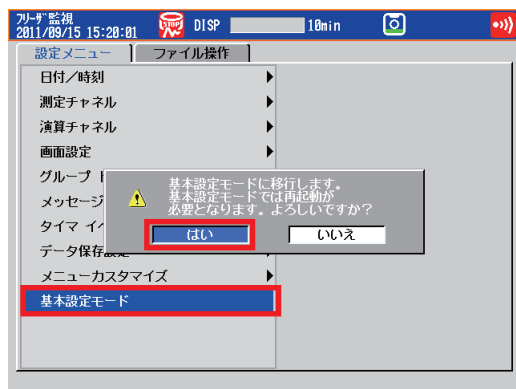 フリーザ監視
2011/09/15 15:20:01
STOP
DISP
10min
設定メニュー
ファイル操作
日付／時刻
測定チャネル
演算チャネル
画面設定
グループ
メッセージ
タイマ イ
データ保存設定
メニューカスタマイズ
基本設定モード
基本設定モードに移行します。
基本設定モードでは再起動が
必要となります。よろしいですか？
はい
いいえ